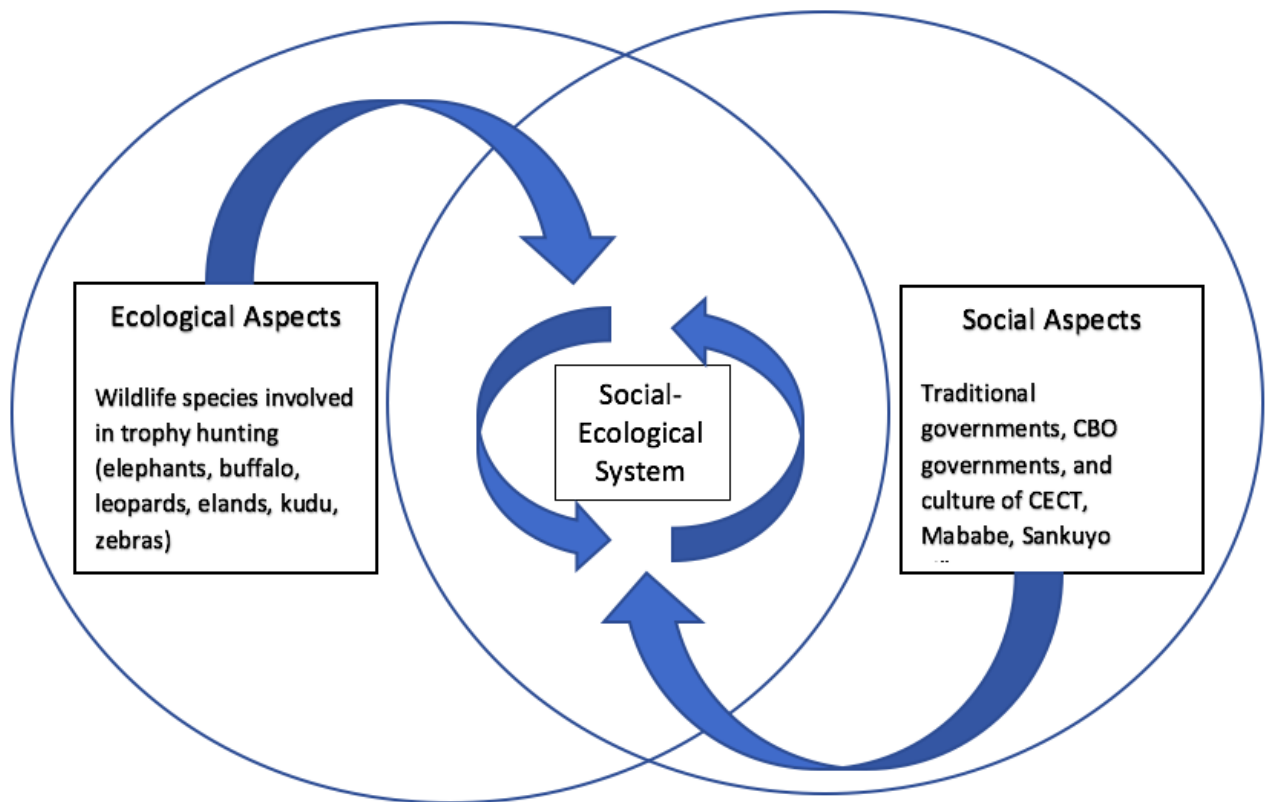 Ecological Aspects
Wildlife species involved
in trophy hunting
(elephants, buffalo,
leopards, elands, kudu,
zebras)
Social-
Ecological
System
Social Aspects
Traditional
governments, CBO
governments, and
culture of CECT,
Mababe, Sankuyo